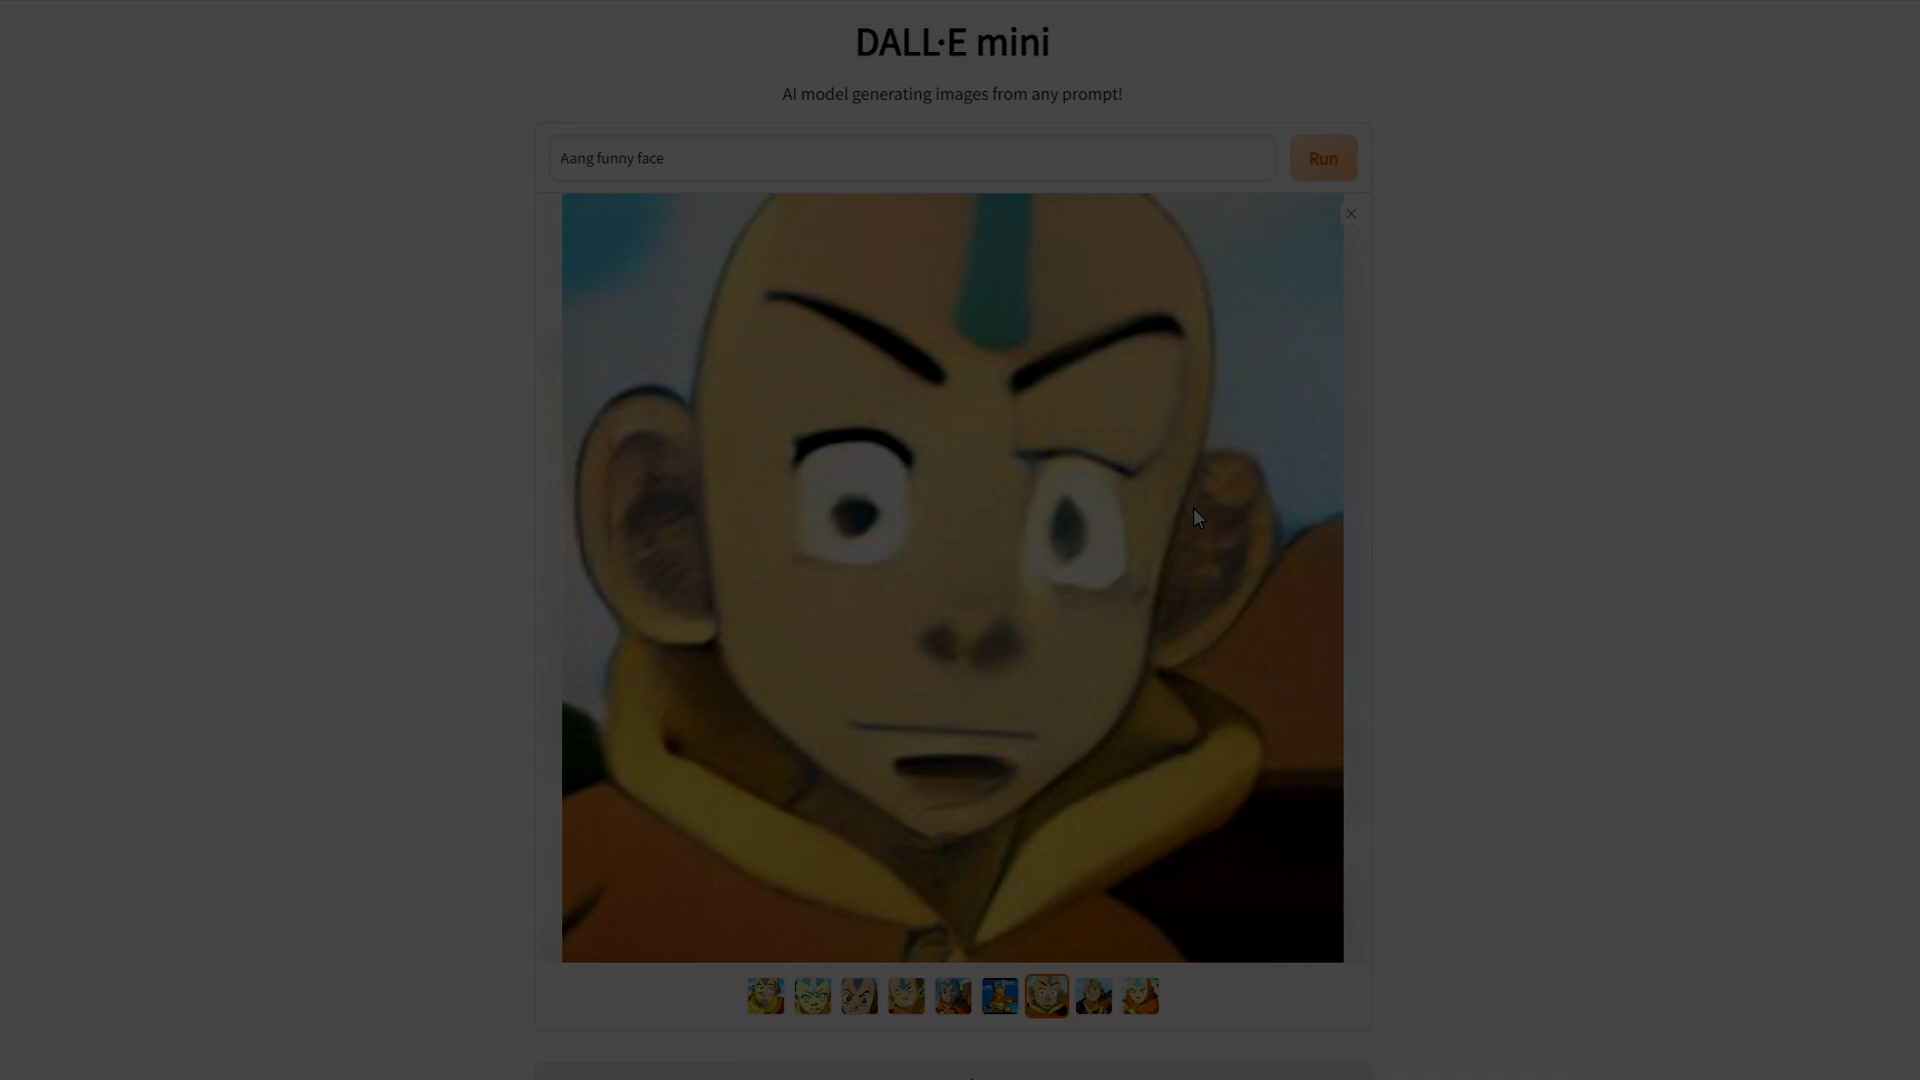 DALL·E mini
AI model generating images from any prompt!
Aang funny face
Run